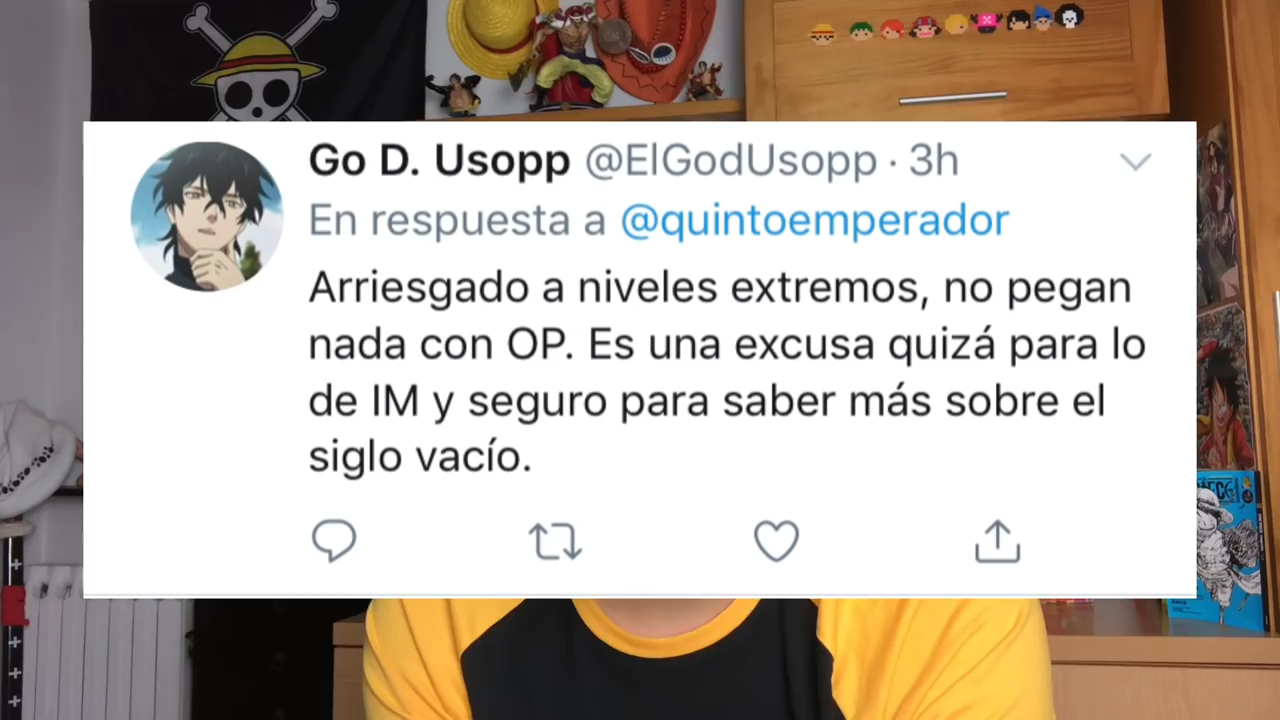 Go D. Usopp @ElGodUsopp · 3h
En respuesta a @quintoemperador
Arriesgado a niveles extremos, no pegan
nada con OP. Es una excusa quizá para lo
de IM y seguro para saber más sobre el
siglo vacío.